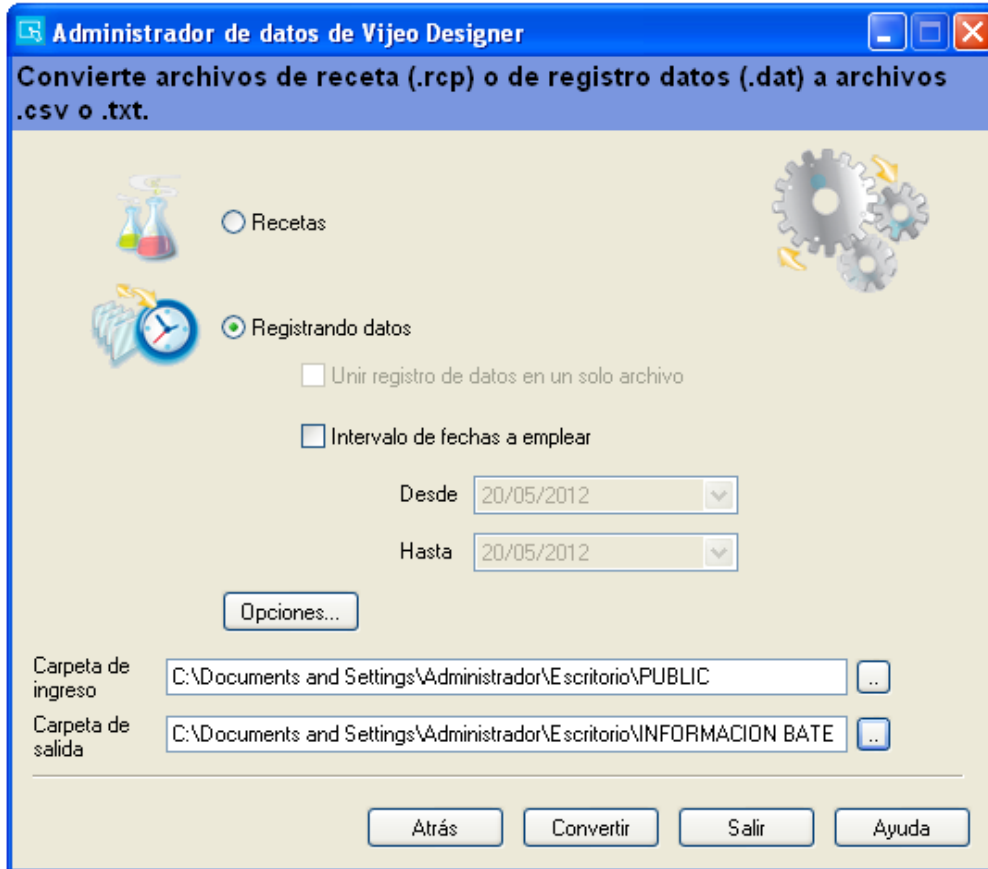 Administrador de datos de Vijeo Designer
Convierte archivos de receta (.rcp) o de registro datos (.dat) a archivos
.csv o .txt.
Recetas
Registrando datos
Unir registro de datos en un solo archivo
Intervalo de fechas a emplear
Desde 20/05/2012
Hasta 20/05/2012
Opciones...
Carpeta de
ingreso
C:\Documents and Settings\Administrador\Escritorio\PUBLIC
..
Carpeta de
salida
C:\Documents and Settings\Administrador\Escritorio\INFORMACION BATE
..
Atrás Convertir Salir Ayuda